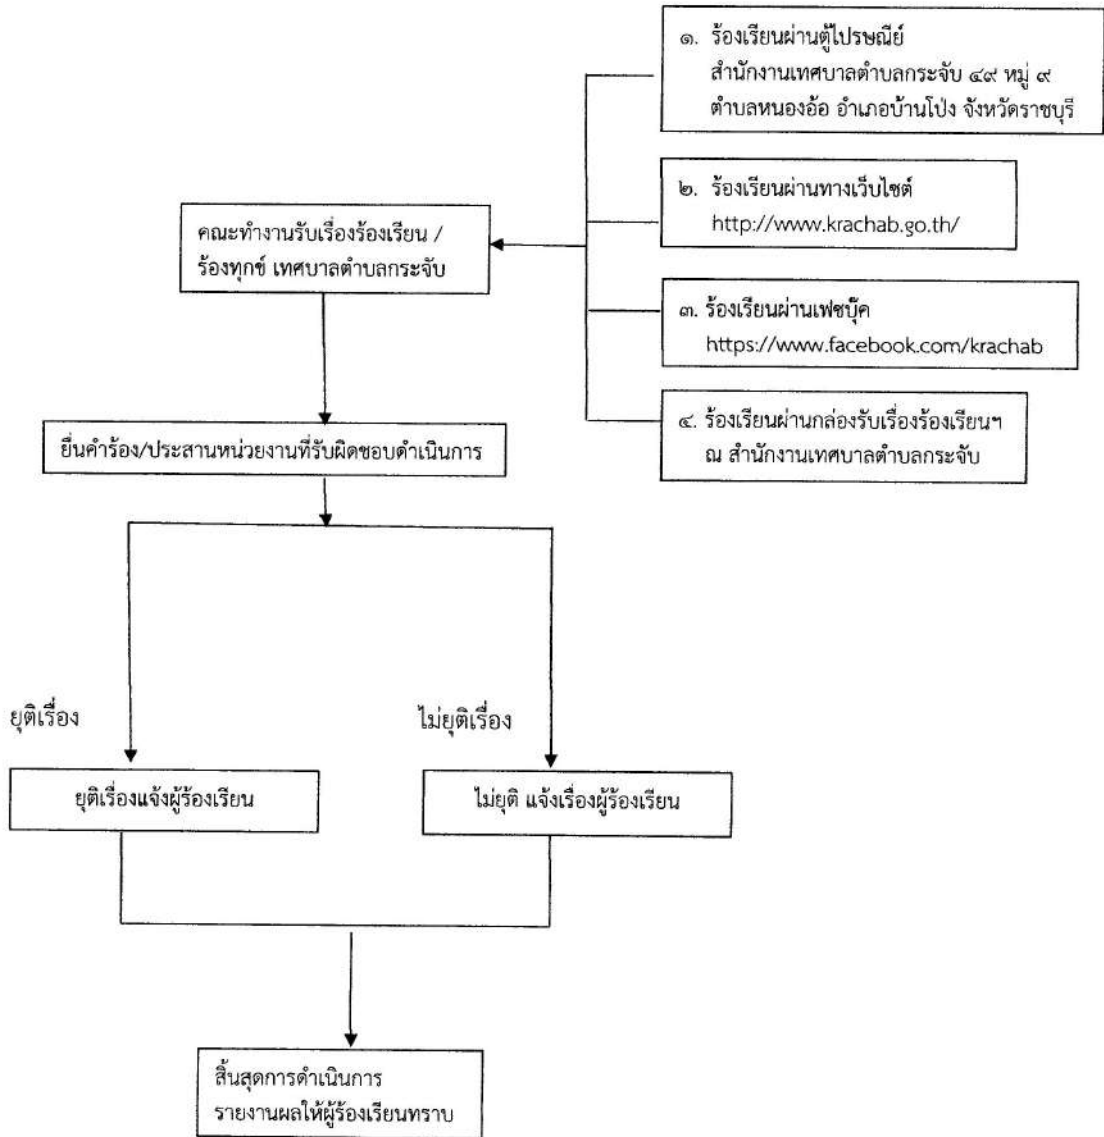 ๑. ร้องเรียนผ่านตู้ไปรษณีย์
สำนักงานเทศบาลตำบลกระจับ ๔๙ หมู่ ๙
ตำบลหนองอ้อ อำเภอบ้านโป่ง จังหวัดราชบุรี
๒. ร้องเรียนผ่านทางเว็บไซต์
http://www.krachab.go.th/
คณะทำงานรับเรื่องร้องเรียน /
ร้องทุกข์ เทศบาลตำบลกระจับ
๓. ร้องเรียนผ่านเฟซบุ๊ค
https://www.facebook.com/krachab
๔. ร้องเรียนผ่านกล่องรับเรื่องร้องเรียนฯ
ณ สำนักงานเทศบาลตำบลกระจับ
ยื่นคำร้อง/ประสานหน่วยงานที่รับผิดชอบดำเนินการ
ยุติเรื่อง
ไม่ยุติเรื่อง
ยุติเรื่องแจ้งผู้ร้องเรียน
ไม่ยุติ แจ้งเรื่องผู้ร้องเรียน
สิ้นสุดการดำเนินการ
รายงานผลให้ผู้ร้องเรียนทราบ